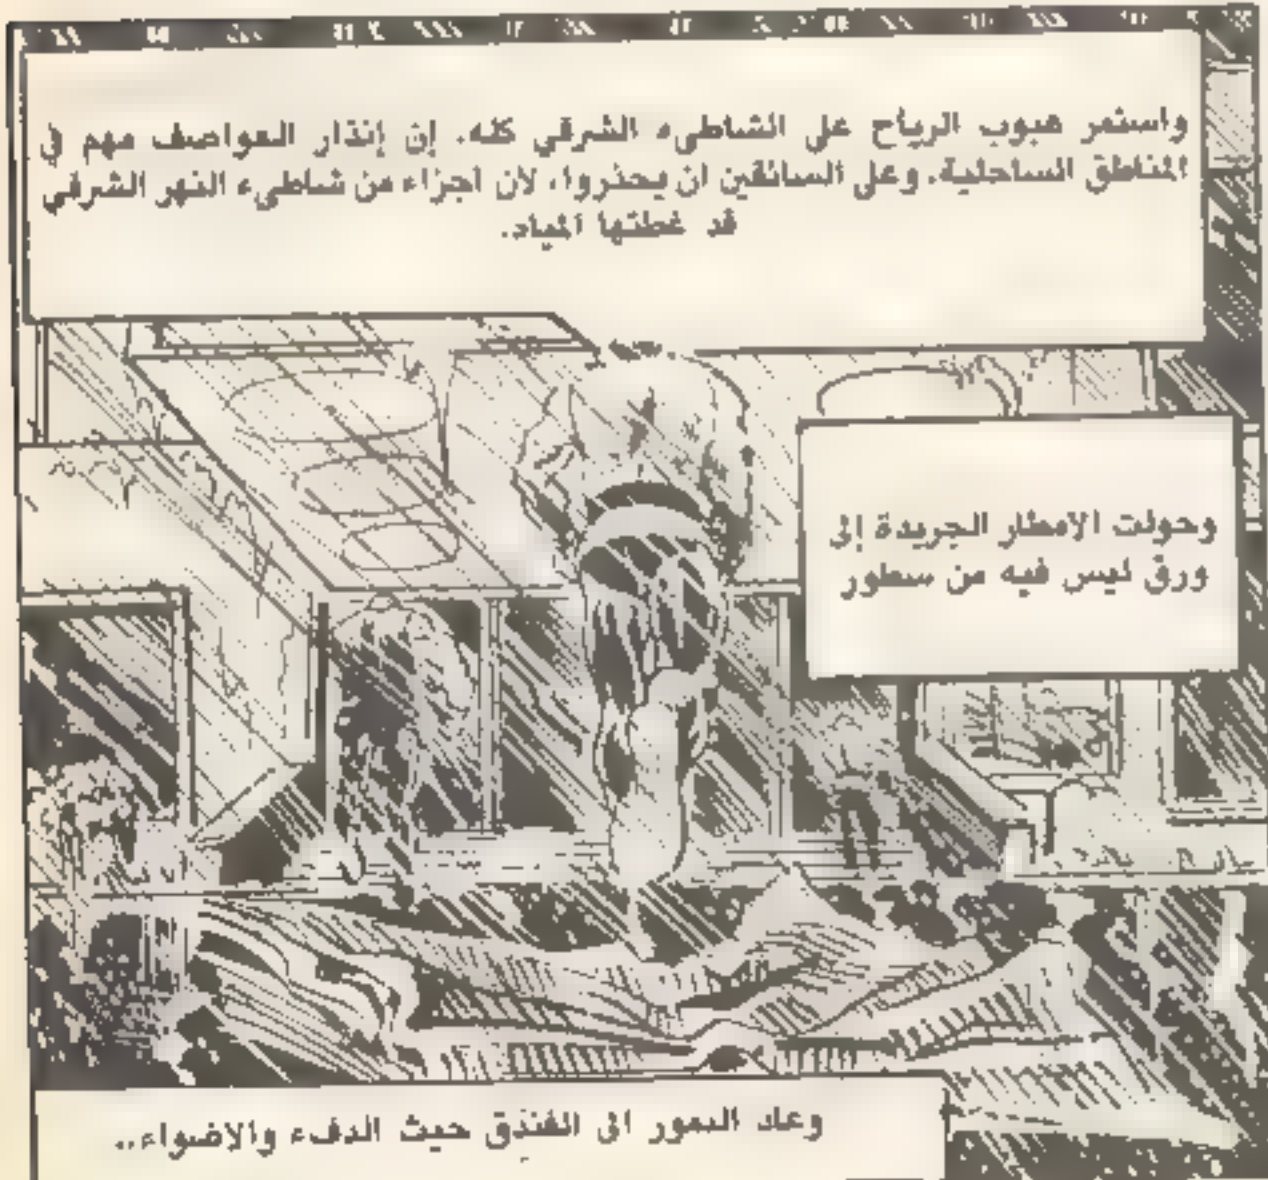 واستمر هبوب الرياح على الشاطىء الشرقي كله. إن إنذار العواصف مهم في
المناطق الساحلية. وعلى السائقين ان يحذروا، لان اجزاء من شاطىء النهر الشرقي
قد غطتها المياه.
وحولت الامطار الجريدة إلى
ورق ليس فيه من سطور
وعاد النمور الى الفندق حيث الدفء والاضواء..